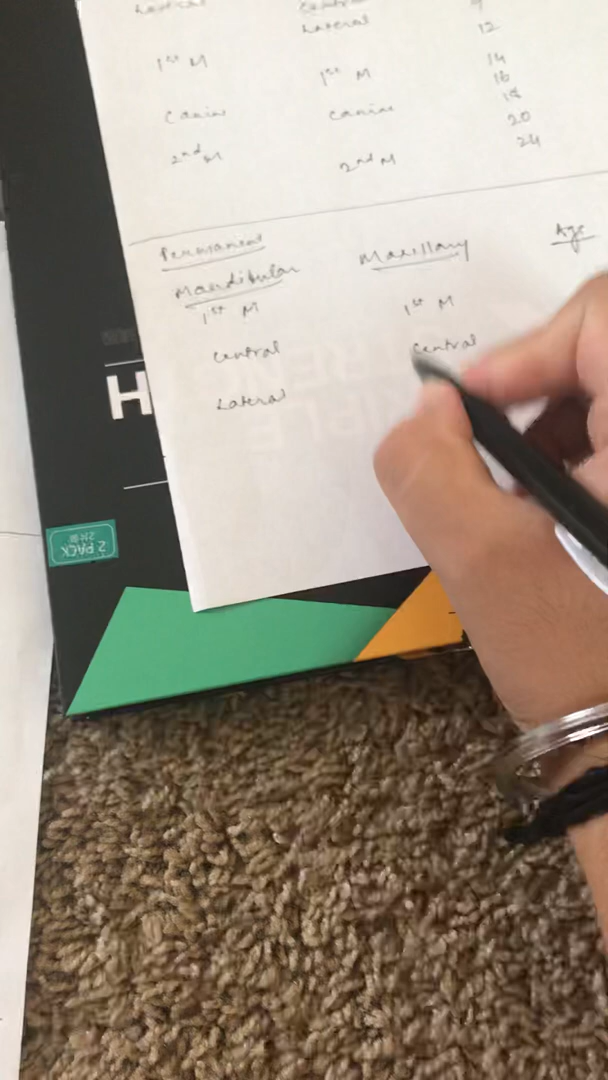 Lateral
12
1st M
14
1st M
16
18
Canine
Canine
20
24
2nd M
2nd M
Permanent
Mandibular
Maxillary
Age
1st M
1st M
Central
Central
Lateral
H
2 PACK